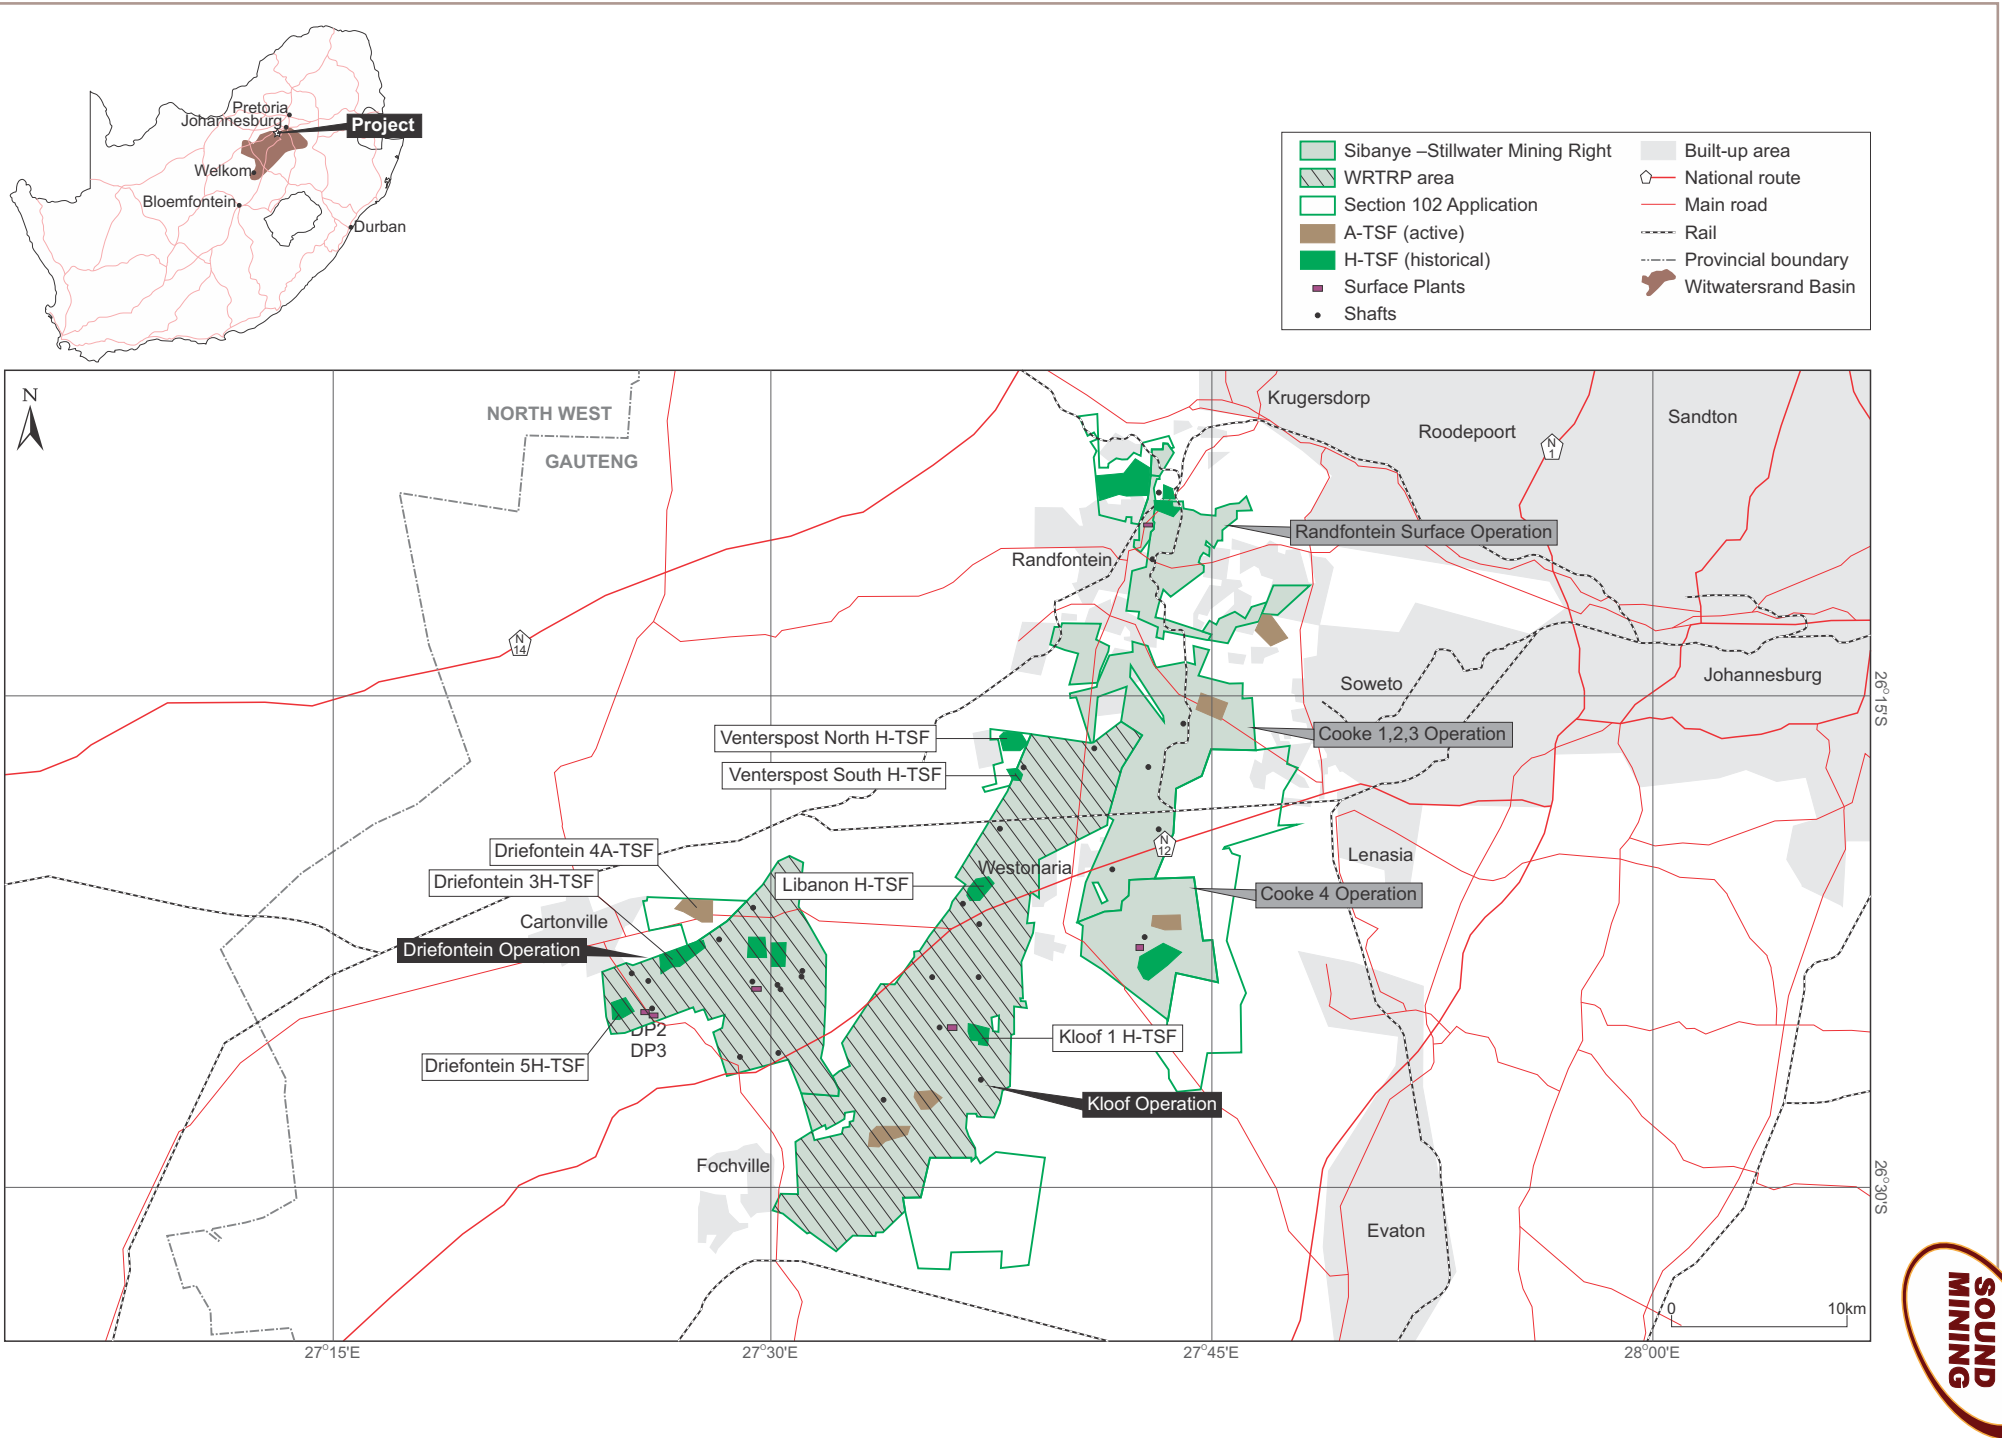 Pretoria
Johannesburg
Project
Welkom
Bloemfontein
Durban
Sibanye –Stillwater Mining Right
WRTRP area
Section 102 Application
A-TSF (active)
H-TSF (historical)
Surface Plants
Shafts
Built-up area
National route
Main road
Rail
Provincial boundary
Witwatersrand Basin
N
NORTH WEST
GAUTENG
Krugersdorp
Roodepoort
Sandton
N
1
Randfontein Surface Operation
Randfontein
N
14
Soweto
Johannesburg
26°15'S
Venterspost North H-TSF
Cooke 1,2,3 Operation
Venterspost South H-TSF
N
12
Driefontein 4A-TSF
Lenasia
Westonaria
Driefontein 3H-TSF
Libanon H-TSF
Cooke 4 Operation
Cartonville
Driefontein Operation
DP2
DP3
Kloof 1 H-TSF
Driefontein 5H-TSF
Kloof Operation
Fochville
26°30'S
Evaton
0
10km
27°15'E
27°30'E
27°45'E
28°00'E
SOUND
MINING